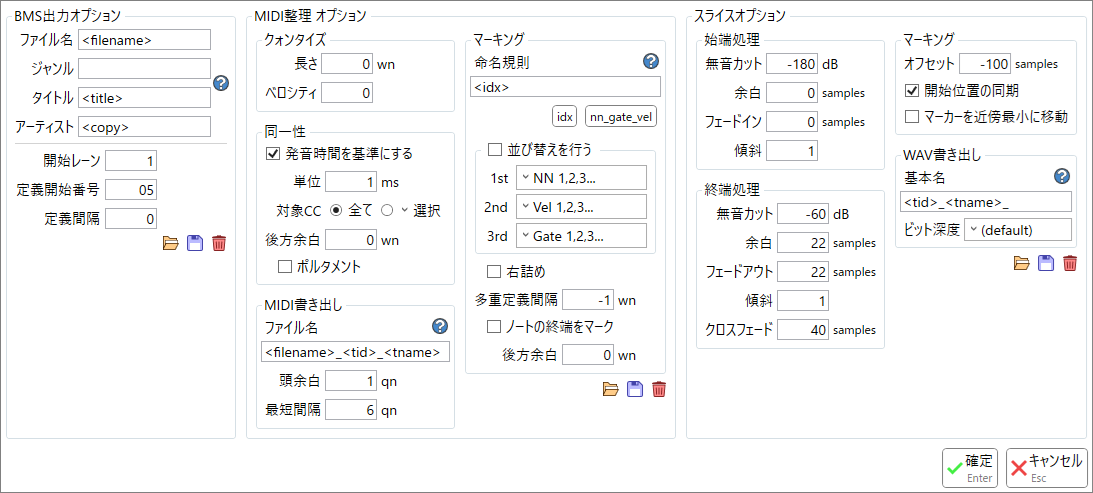 BMS出力オプション
ファイル名 <filename>
ジャンル
タイトル <title>
アーティスト <copy>
開始レーン 1
定義開始番号 05
定義間隔 0
MIDI整理 オプション
クォンタイズ
長さ 0 wn
ベロシティ 0
同一性
発音時間を基準にする
単位 1 ms
対象CC 全て 選択
後方余白 0 wn
ポルタメント
MIDI書き出し
ファイル名
<filename>_<tid>_<tname>
頭余白 1 qn
最短間隔 6 qn
マーキング
命名規則
<idx>
idx nn_gate_vel
並び替えを行う
1st NN 1,2,3...
2nd Vel 1,2,3...
3rd Gate 1,2,3...
右詰め
多重定義間隔 -1 wn
ノートの終端をマーク
後方余白 0 wn
スライスオプション
始端処理
無音カット -180 dB
余白 0 samples
フェードイン 0 samples
傾斜 1
終端処理
無音カット -60 dB
余白 22 samples
フェードアウト 22 samples
傾斜 1
クロスフェード 40 samples
マーキング
オフセット -100 samples
開始位置の同期
マーカーを近傍最小に移動
WAV書き出し
基本名
<tid>_<tname>_
ビット深度 (default)
確定 Enter
キャンセル Esc